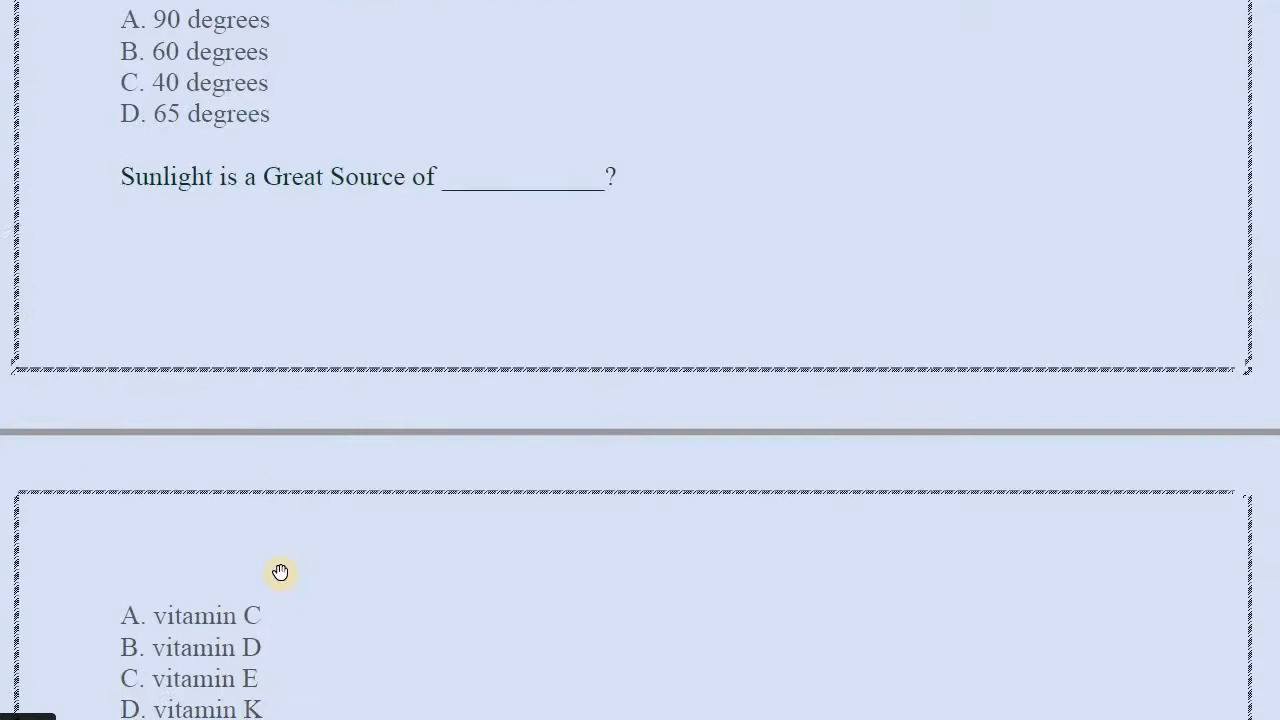 A. 90 degrees
B. 60 degrees
C. 40 degrees
D. 65 degrees
Sunlight is a Great Source of ____________?
A. vitamin C
B. vitamin D
C. vitamin E
D. vitamin K